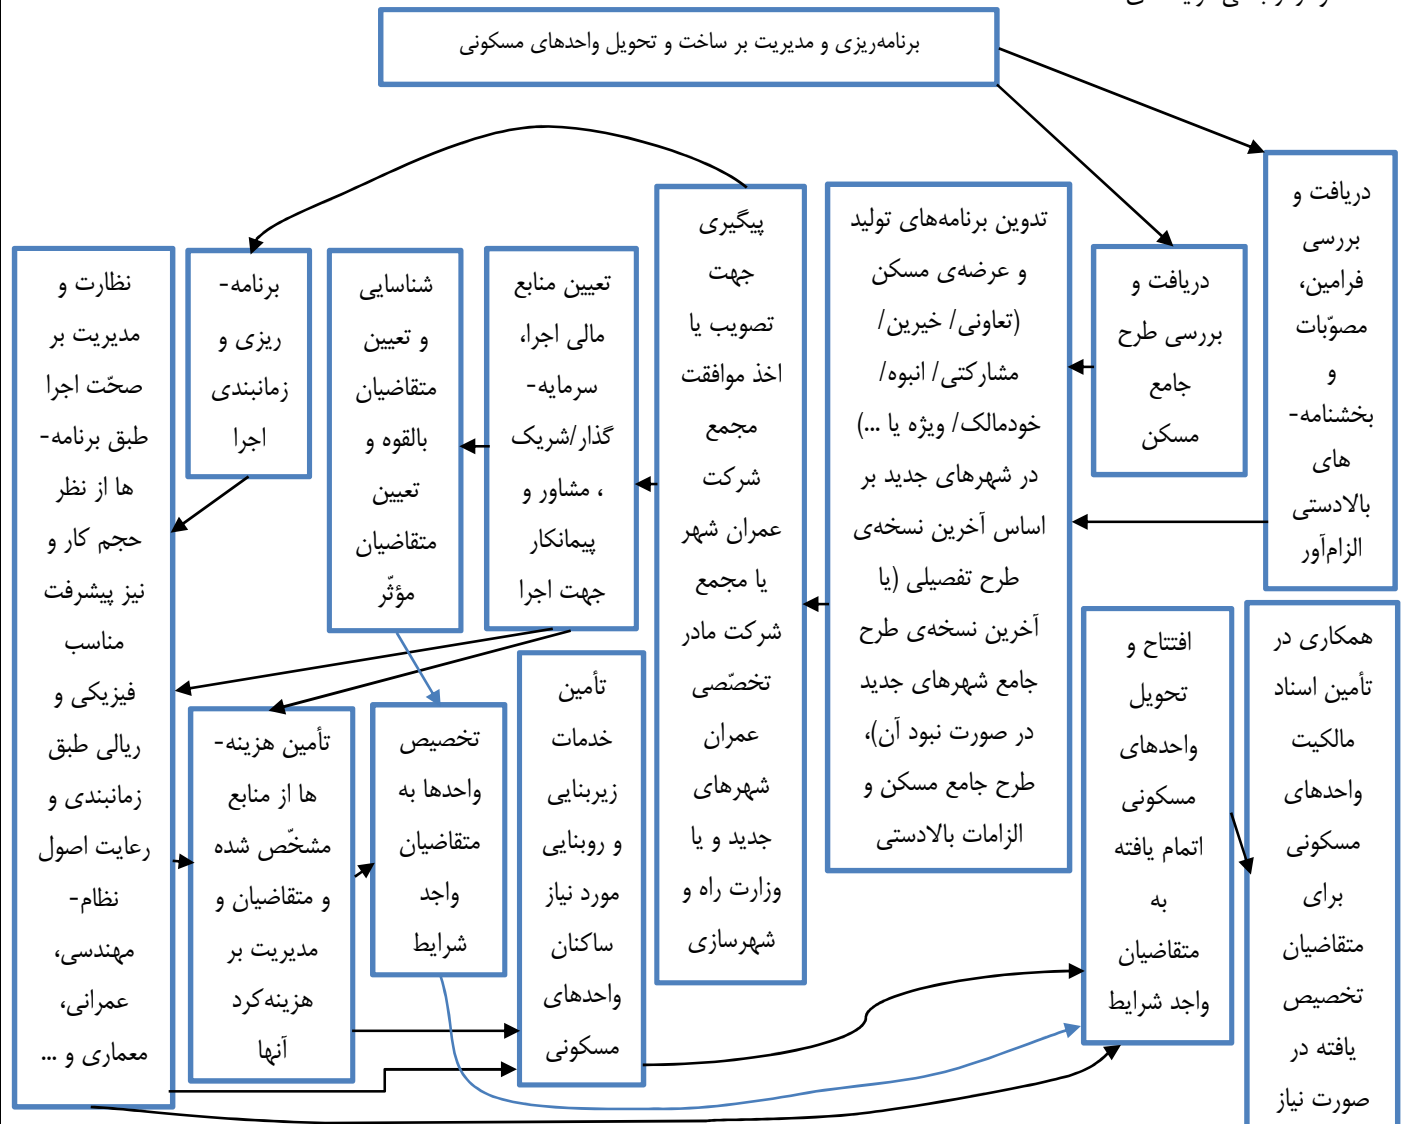 برنامه‌ریزی و مدیریت بر ساخت و تحویل واحدهای مسکونی
دریافت و
بررسی
فرامین،
مصوّبات
و
بخشنامه-
های
بالادستی
الزام‌آور
دریافت و
بررسی طرح
جامع
مسکن
تدوین برنامه‌های تولید
و عرضه‌ی مسکن
(تعاونی/ خیرین/
مشارکتی/ انبوه/
خودمالک/ ویژه یا ...)
در شهرهای جدید بر
اساس آخرین نسخه‌ی
طرح تفصیلی (یا
آخرین نسخه‌ی طرح
جامع شهرهای جدید
در صورت نبود آن)،
طرح جامع مسکن و
الزامات بالادستی
پیگیری
جهت
تصویب یا
اخذ موافقت
مجمع
شرکت
عمران شهر
یا مجمع
شرکت مادر
تخصّصی
عمران
شهرهای
جدید و یا
وزارت راه و
شهرسازی
تعیین منابع
مالی اجرا،
سرمایه-
گذار/شریک
، مشاور و
پیمانکار
جهت اجرا
شناسایی
و تعیین
متقاضیان
بالقوه و
تعیین
متقاضیان
مؤثّر
برنامه-
ریزی و
زمانبندی
اجرا
نظارت و
مدیریت بر
صحّت اجرا
طبق برنامه-
ها از نظر
حجم کار و
نیز پیشرفت
مناسب
فیزیکی و
ریالی طبق
زمانبندی و
رعایت اصول
نظام-
مهندسی،
عمرانی،
معماری و ...
تأمین هزینه-
ها از منابع
مشخّص شده
و متقاضیان و
مدیریت بر
هزینه‌کرد
آنها
تخصیص
واحدها به
متقاضیان
واجد
شرایط
تأمین
خدمات
زیربنایی
و روبنایی
مورد نیاز
ساکنان
واحدهای
مسکونی
افتتاح و
تحویل
واحدهای
مسکونی
اتمام یافته
به
متقاضیان
واجد شرایط
همکاری در
تأمین اسناد
مالکیت
واحدهای
مسکونی
برای
متقاضیان
تخصیص
یافته در
صورت نیاز